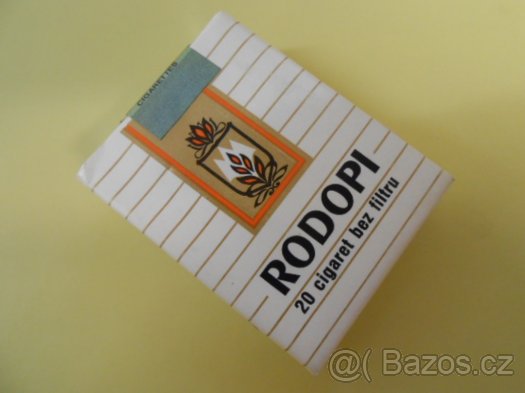 CIGARETTES
RODOPI
20 cigaret bez filtru
@( Bazos.cz